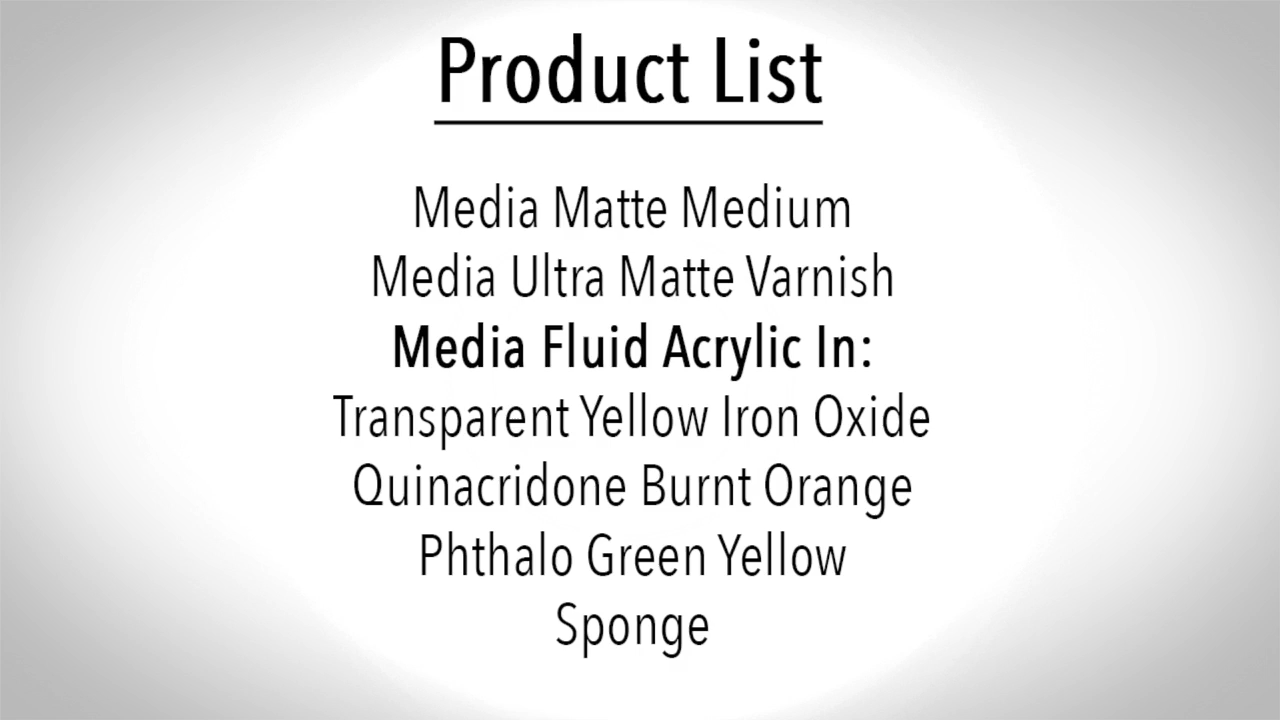 Product List
Media Matte Medium
Media Ultra Matte Varnish
Media Fluid Acrylic In:
Transparent Yellow Iron Oxide
Quinacridone Burnt Orange
Phthalo Green Yellow
Sponge